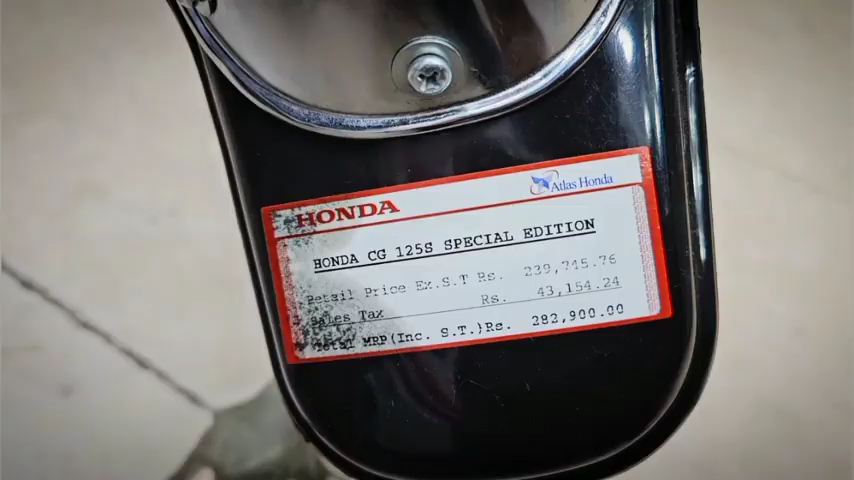 HONDA
Atlas Honda
HONDA CG 125S SPECIAL EDITION
Retail Price Ex.S.T Rs. 239,745.76
Sales Tax Rs. 43,154.24
Total MRP(Inc. S.T.)Rs. 282,900.00